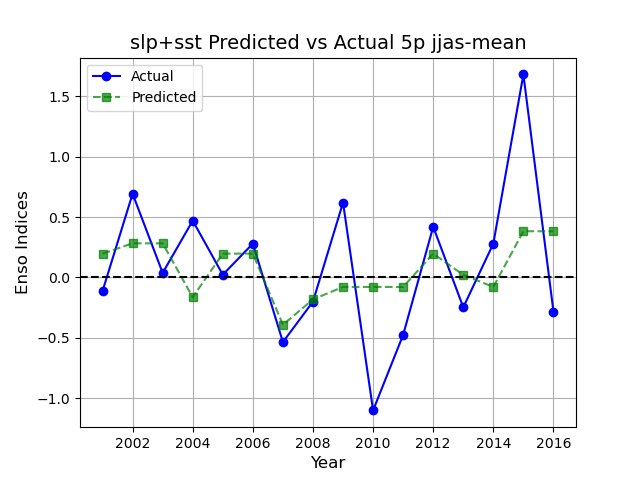 slp+sst Predicted vs Actual 5p jjas-mean
Actual
Predicted
1.5
1.0
0.5
0.0
−0.5
−1.0
Enso Indices
2002 2004 2006 2008 2010 2012 2014 2016
Year